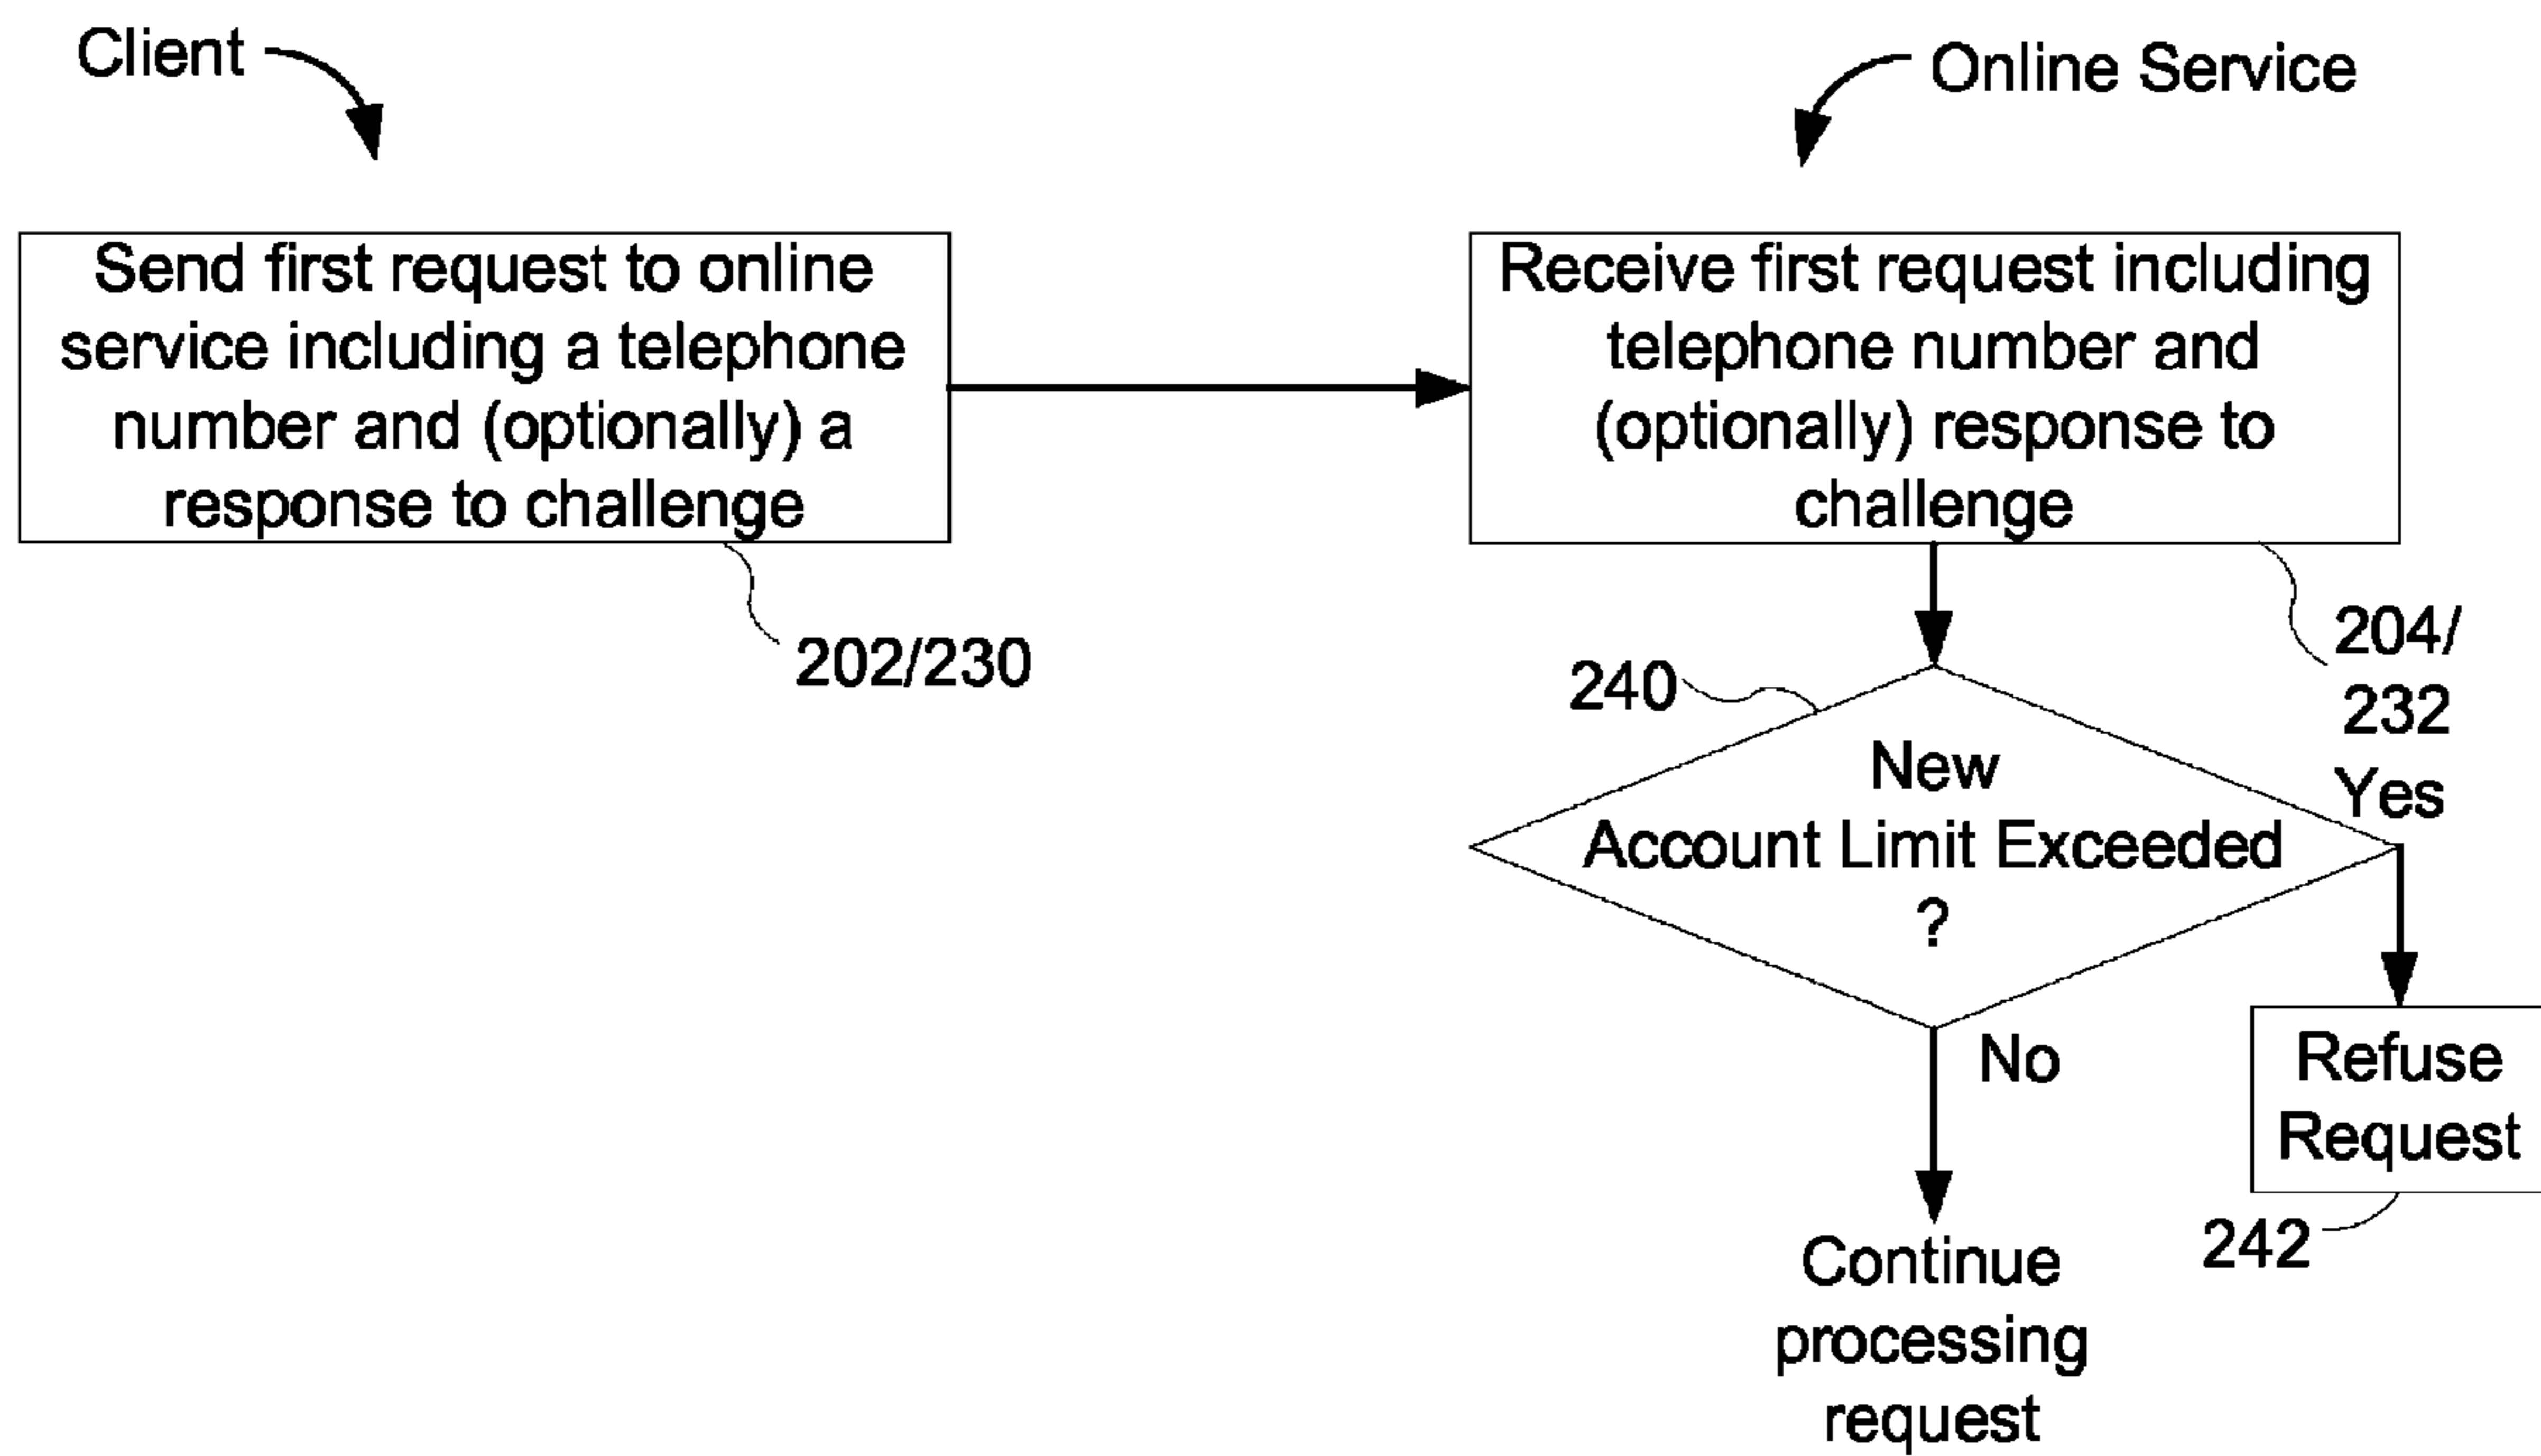 Client
Online Service
Send first request to online
service including a telephone
number and (optionally) a
response to challenge
202/230
Receive first request including
telephone number and
(optionally) response to
challenge
204/
232
240
New
Account Limit Exceeded
?
Yes
No
Refuse
Request
242
Continue
processing
request